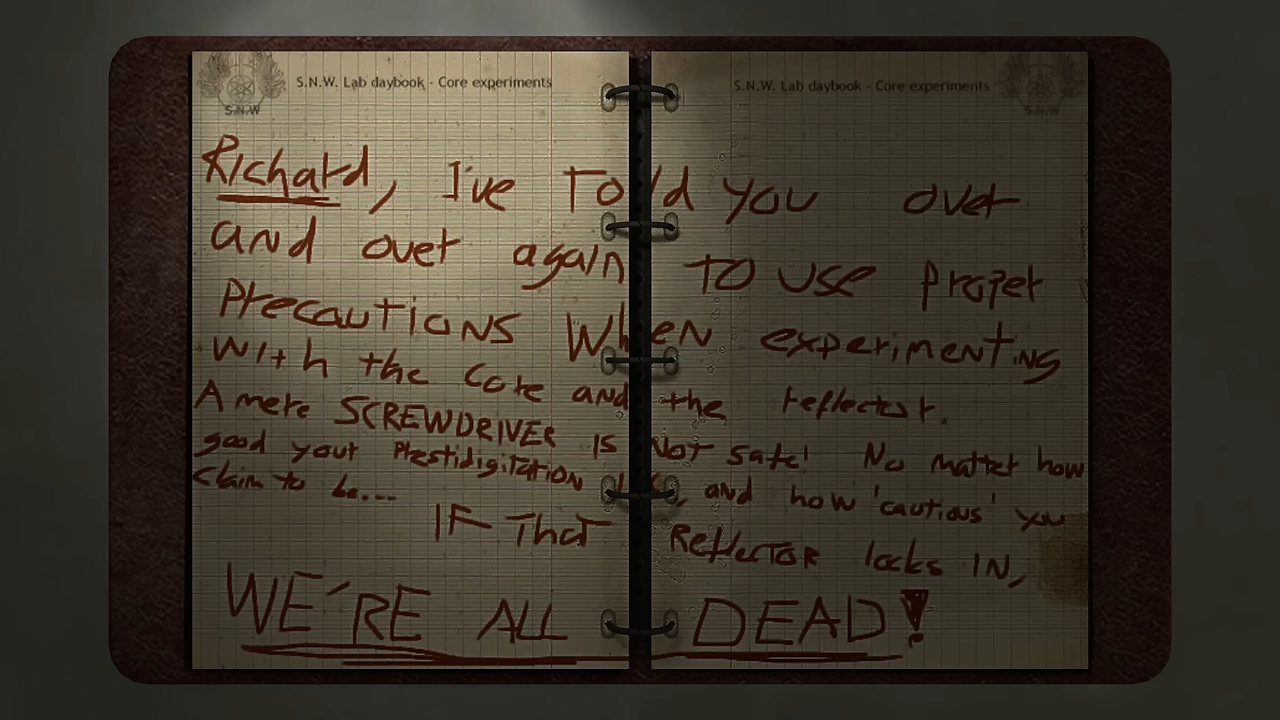 S.N.W. Lab daybook - Core experiments
S.N.W
S.N.W. Lab daybook - Core experiments
S.N.W
Richard, I've Told you over
and over again To use proper
Precautions When experimenting
With the Core and the reflector.
A mere SCREWDRIVER IS Not safe! No matter how
good your Prestidigitation is, and how 'cautious' you
Claim to be...
IF That Reflector locks IN,
WE'RE ALL DEAD!